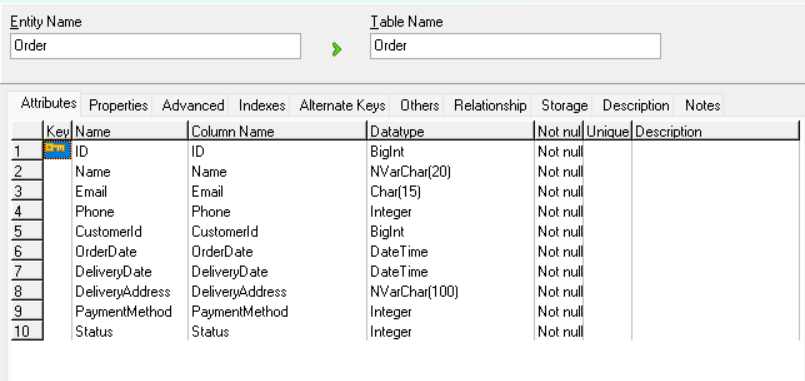 Entity Name Table Name
Order Order
Attributes Properties Advanced Indexes Alternate Keys Others Relationship Storage Description Notes
Key Name Column Name Datatype Not nul Unique Description
1 ID ID BigInt Not null
2 Name Name NVarChar(20) Not null
3 Email Email Char(15) Not null
4 Phone Phone Integer Not null
5 CustomerId CustomerId BigInt Not null
6 OrderDate OrderDate DateTime Not null
7 DeliveryDate DeliveryDate DateTime Not null
8 DeliveryAddress DeliveryAddress NVarChar(100) Not null
9 PaymentMethod PaymentMethod Integer Not null
10 Status Status Integer Not null